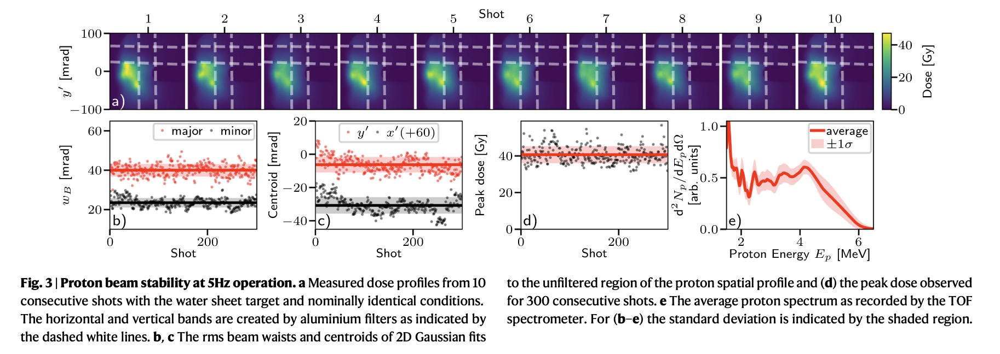 Shot
1 2 3 4 5 6 7 8 9 10
100
0
−100
y′ [mrad]
a)
40
20
0
Dose [Gy]
60
40
20
w_B [mrad]
major minor
b)
0 200
Shot
20
0
−20
−40
Centroid [mrad]
y′ x′(+60)
c)
0 200
Shot
40
20
0
Peak dose [Gy]
d)
0 200
Shot
1.0
0.5
0.0
d²N_p/dE_pdΩ
[arb. units]
average
±1σ
e)
2 4 6
Proton Energy E_p [MeV]
Fig. 3 | Proton beam stability at 5Hz operation. a Measured dose profiles from 10
consecutive shots with the water sheet target and nominally identical conditions.
The horizontal and vertical bands are created by aluminium filters as indicated by
the dashed white lines. b, c The rms beam waists and centroids of 2D Gaussian fits
to the unfiltered region of the proton spatial profile and (d) the peak dose observed
for 300 consecutive shots. e The average proton spectrum as recorded by the TOF
spectrometer. For (b–e) the standard deviation is indicated by the shaded region.